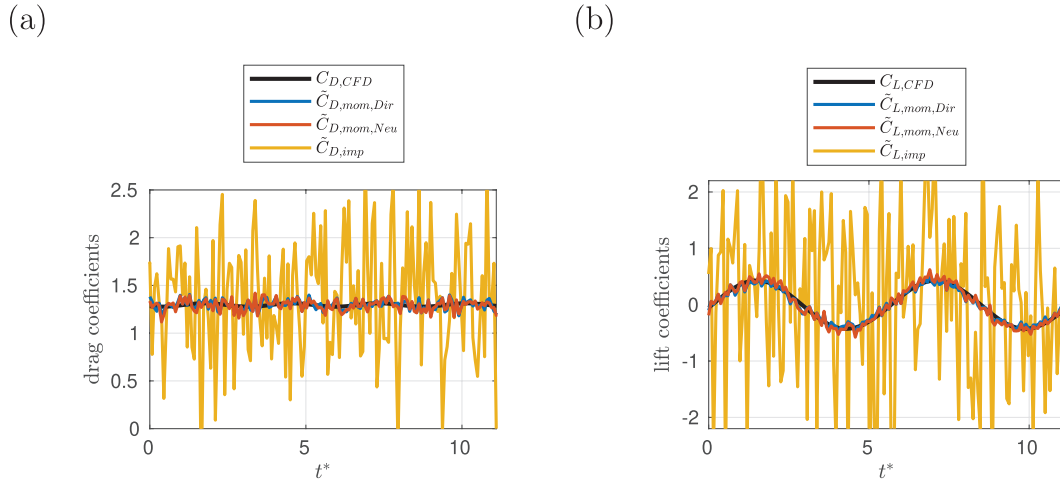 (a)
C_{D,CFD}
C̃_{D,mom,Dir}
C̃_{D,mom,Neu}
C̃_{D,imp}
2.5
2
1.5
1
0.5
0
drag coefficients
0 5 10
t*
(b)
C_{L,CFD}
C̃_{L,mom,Dir}
C̃_{L,mom,Neu}
C̃_{L,imp}
2
1
0
-1
-2
lift coefficients
0 5 10
t*